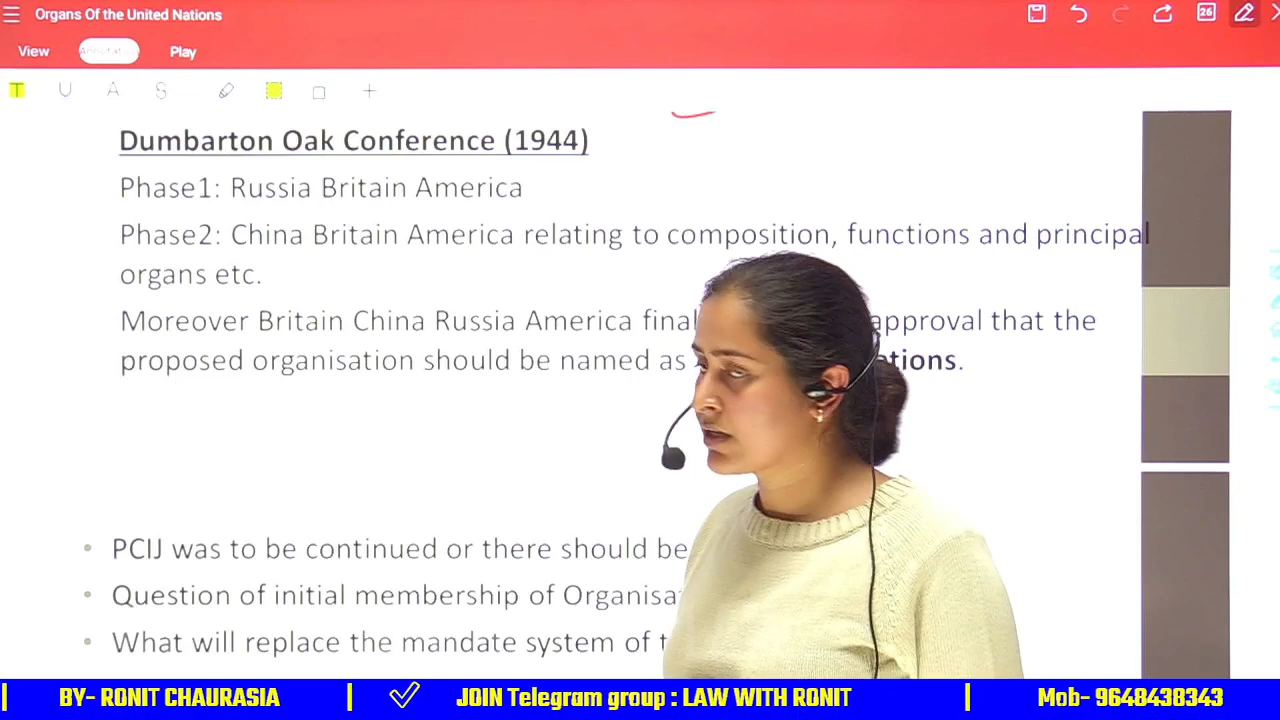 Organs Of the United Nations
26
View
Annotation
Play
T U A S
Dumbarton Oak Conference (1944)
Phase1: Russia Britain America
Phase2: China Britain America relating to composition, functions and principal
organs etc.
Moreover Britain China Russia America final approval that the
proposed organisation should be named as
PCIJ was to be continued or there should be
Question of initial membership of
What will replace the mandate system of
BY- RONIT CHAURASIA
JOIN Telegram group : LAW WITH RONIT
Mob- 9648438343